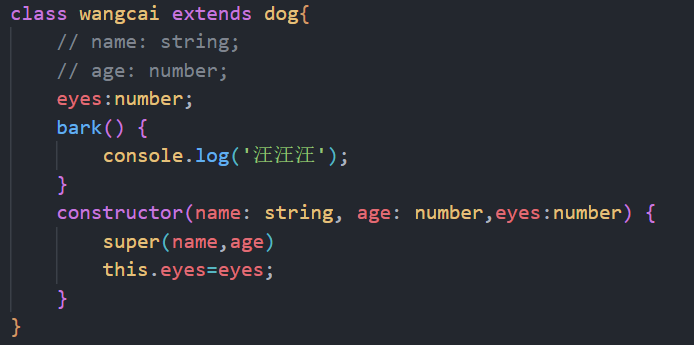 class wangcai extends dog{
// name: string;
// age: number;
eyes:number;
bark() {
console.log('汪汪汪');
}
constructor(name: string, age: number,eyes:number) {
super(name,age)
this.eyes=eyes;
}
}